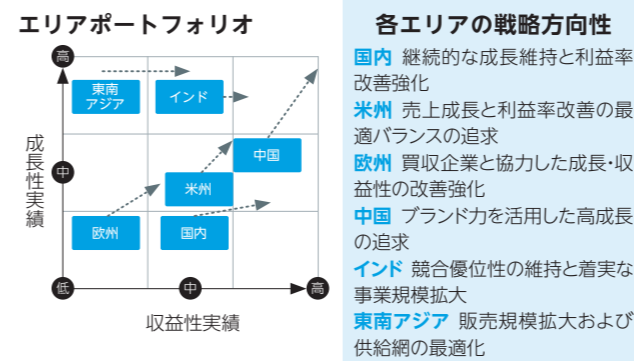 エリアポートフォリオ
高
東南
アジア
インド
中国
成長性実績
中
米州
欧州
国内
低
中
高
収益性実績
各エリアの戦略方向性
国内 継続的な成長維持と利益率
改善強化
米州 売上成長と利益率改善の最
適バランスの追求
欧州 買収企業と協力した成長・収
益性の改善強化
中国 ブランド力を活用した高成長
の追求
インド 競合優位性の維持と着実な
事業規模拡大
東南アジア 販売規模拡大および
供給網の最適化